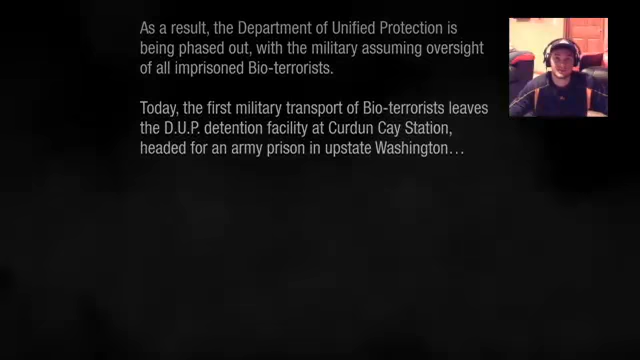 As a result, the Department of Unified Protection is
being phased out, with the military assuming oversight
of all imprisoned Bio-terrorists.
Today, the first military transport of Bio-terrorists leaves
the D.U.P. detention facility at Curdun Cay Station,
headed for an army prison in upstate Washington…